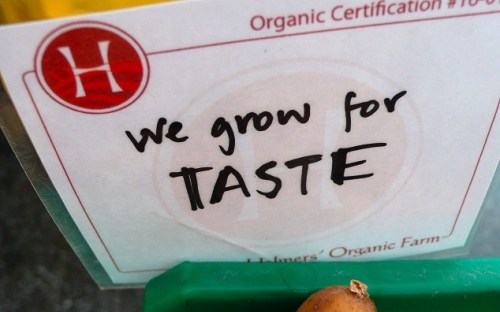 H
Organic Certification
we grow for
TASTE
Organic Farm